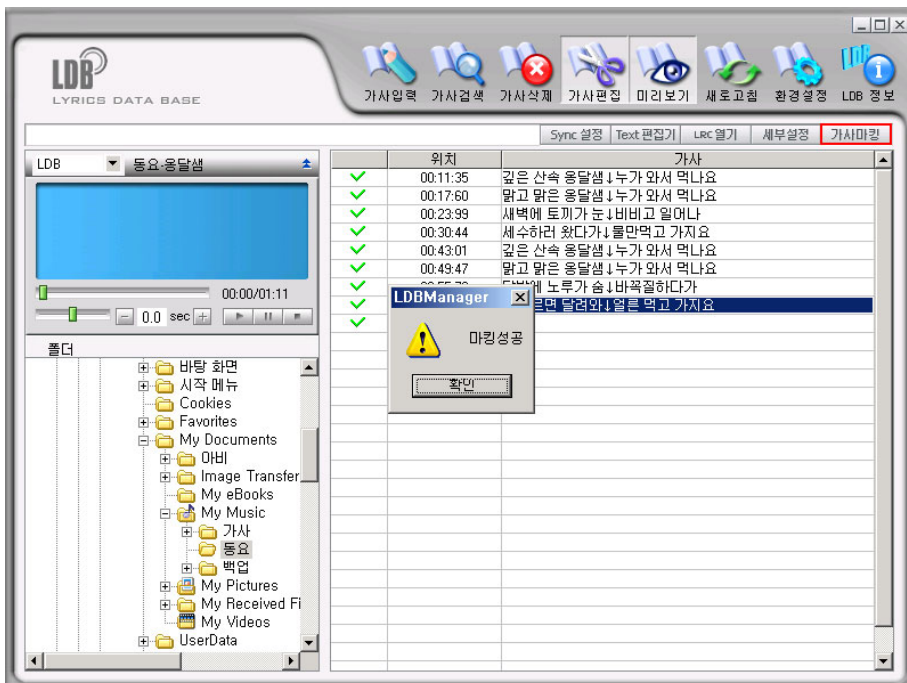 LDB
LYRICS DATA BASE
가사입력 가사검색 가사삭제 가사편집 미리보기 새로고침 환경설정 LDB 정보
Sync 설정 Text 편집기 LRC 열기 세부설정 가사마킹
LDB 동요-옹달샘
00:00/01:11
0.0 sec
폴더
바탕 화면
시작 메뉴
Cookies
Favorites
My Documents
아비
Image Transfer
My eBooks
My Music
가사
동요
백업
My Pictures
My Received Fi
My Videos
UserData
위치 가사
00:11:35 깊은 산속 옹달샘↓누가 와서 먹나요
00:17:60 맑고 맑은 옹달샘↓누가 와서 먹나요
00:23:99 새벽에 토끼가 눈↓비비고 일어나
00:30:44 세수하러 왔다가↓물만먹고 가지요
00:43:01 깊은 산속 옹달샘↓누가 와서 먹나요
00:49:47 맑고 맑은 옹달샘↓누가 와서 먹나요
노루가 숨↓바꼭질하다가
달려와↓얼른 먹고 가지요
LDBManager
마킹성공
확인